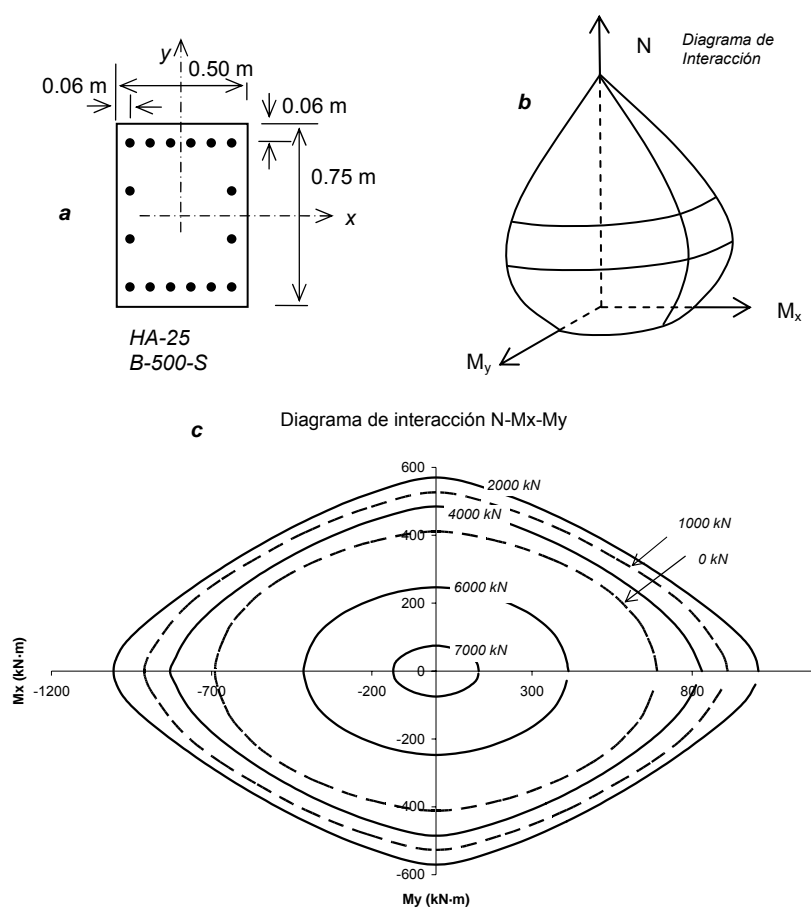 y
0.50 m
0.06 m
0.06 m
0.75 m
a
x
HA-25
B-500-S
N
Diagrama de
Interacción
b
Mx
My
c
Diagrama de interacción N-Mx-My
600
400
200
0
-200
-400
-600
-1200
-700
-200
300
800
2000 kN
4000 kN
1000 kN
0 kN
6000 kN
7000 kN
Mx (kN·m)
My (kN·m)